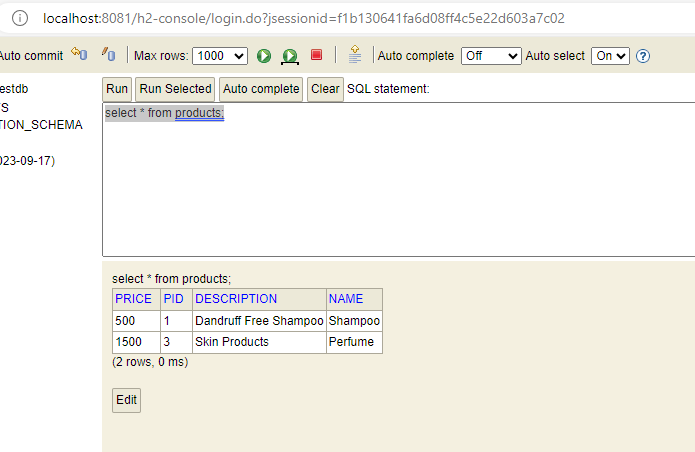 localhost:8081/h2-console/login.do?jsessionid=f1b130641fa6d08ff4c5e22d603a7c02
Auto commit Max rows: 1000 Auto complete Off Auto select On
estdb
S
TION_SCHEMA
023-09-17)
Run Run Selected Auto complete Clear SQL statement:
select * from products;
select * from products;
PRICE PID DESCRIPTION NAME
500 1 Dandruff Free Shampoo Shampoo
1500 3 Skin Products Perfume
(2 rows, 0 ms)
Edit